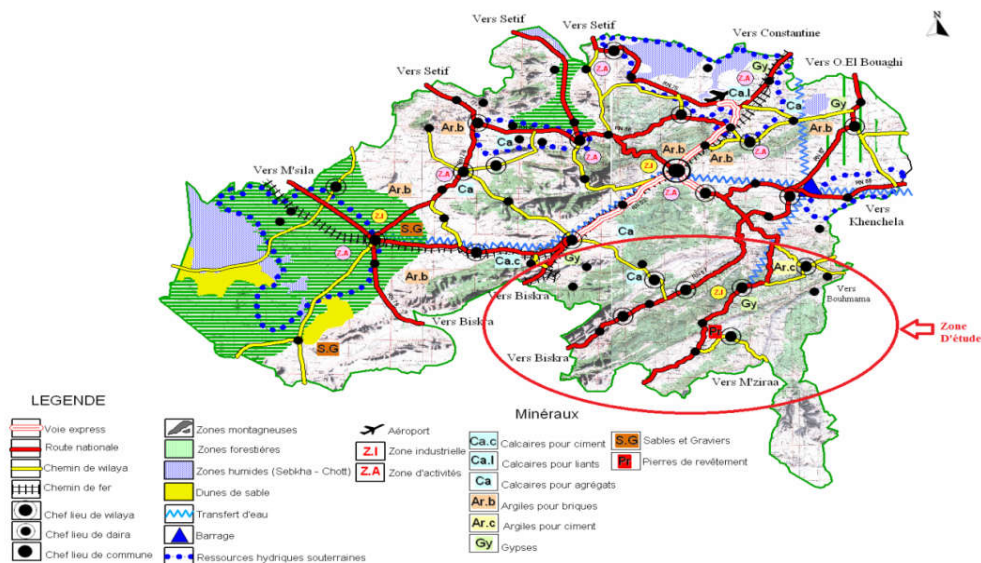 Vers Setif
Vers Setif
Vers Constantine
N
Vers Setif
Vers O.El Bouaghi
Z.A
Gy
Z.A
Ca.l
Ca
Gy
Ar.b
Ar.b
Ca
Z.A
Ar.b
Ar.b
Z.A
Vers M'sila
Z.A
Z.I
Ar.b
Ca
Z.A
Vers
Khenchela
Z.I
S.G
Ca
Z.A
Ca.c
Gy
Ar.b
Ca
Ar.c
Vers Biskra
Z.I
Vers
Bouhmama
Gy
Vers Biskra
Zone
D'étude
S.G
Pr
Vers Biskra
Vers M'ziraa
LEGENDE
Voie express
Route nationale
Chemin de wilaya
Chemin de fer
Chef lieu de wilaya
Chef lieu de daira
Chef lieu de commune
Zones montagneuses
Zones forestières
Zones humides (Sebkha - Chott)
Dunes de sable
Transfert d'eau
Barrage
Ressources hydriques souterraines
Aéroport
Z.I Zone industrielle
Z.A Zone d'activités
Minéraux
Ca.c Calcaires pour ciment
Ca.l Calcaires pour liants
Ca Calcaires pour agrégats
Ar.b Argiles pour briques
Ar.c Argiles pour ciment
Gy Gypses
S.G Sables et Graviers
Pr Pierres de revêtement